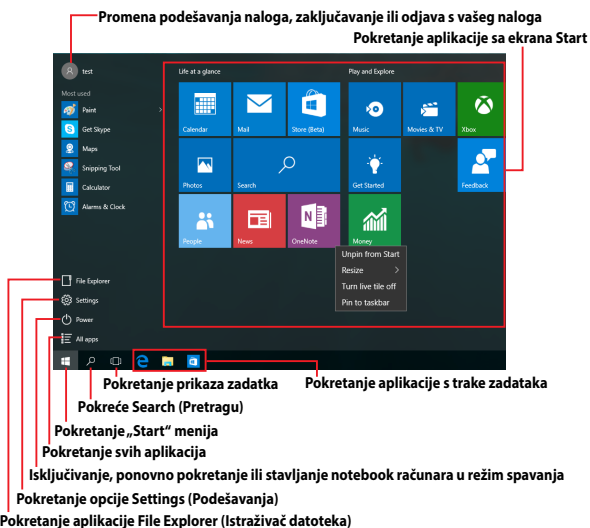 Promena podešavanja naloga, zaključavanje ili odjava s vašeg naloga
Pokretanje aplikacije sa ekrana Start
test
Life at a glance
Play and Explore
Most used
Paint
Get Skype
Maps
Snipping Tool
Calculator
Alarms & Clock
Calendar
Mail
Store (Beta)
Music
Movies & TV
Xbox
Photos
Search
Get Started
Feedback
People
News
OneNote
Money
Unpin from Start
Resize
Turn live tile off
Pin to taskbar
File Explorer
Settings
Power
All apps
Pokretanje prikaza zadatka
Pokretanje aplikacije s trake zadataka
Pokreće Search (Pretragu)
Pokretanje „Start“ menija
Pokretanje svih aplikacija
Isključivanje, ponovno pokretanje ili stavljanje notebook računara u režim spavanja
Pokretanje opcije Settings (Podešavanja)
Pokretanje aplikacije File Explorer (Istraživač datoteka)